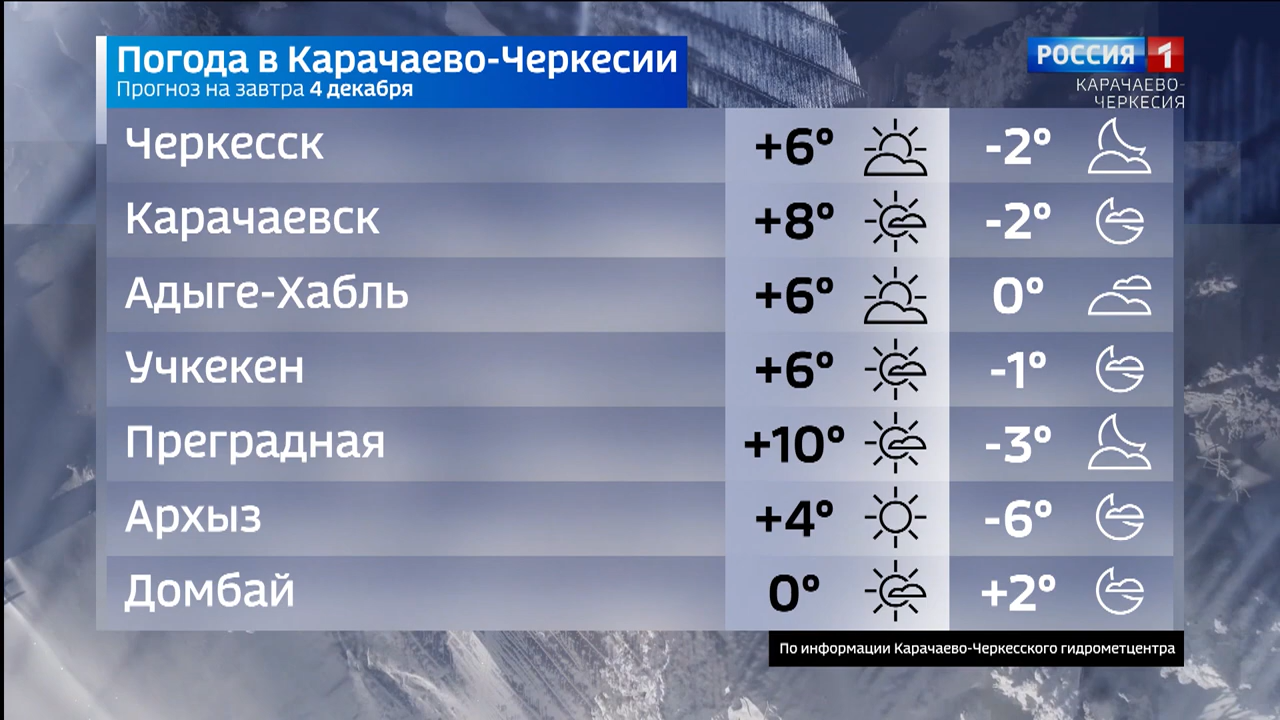 Погода в Карачаево-Черкесии
Прогноз на завтра 4 декабря
РОССИЯ 1
КАРАЧАЕВО-
ЧЕРКЕСИЯ
Черкесск +6° -2°
Карачаевск +8° -2°
Адыге-Хабль +6° 0°
Учкекен +6° -1°
Преградная +10° -3°
Архыз +4° -6°
Домбай 0° +2°
По информации Карачаево-Черкесского гидрометцентра